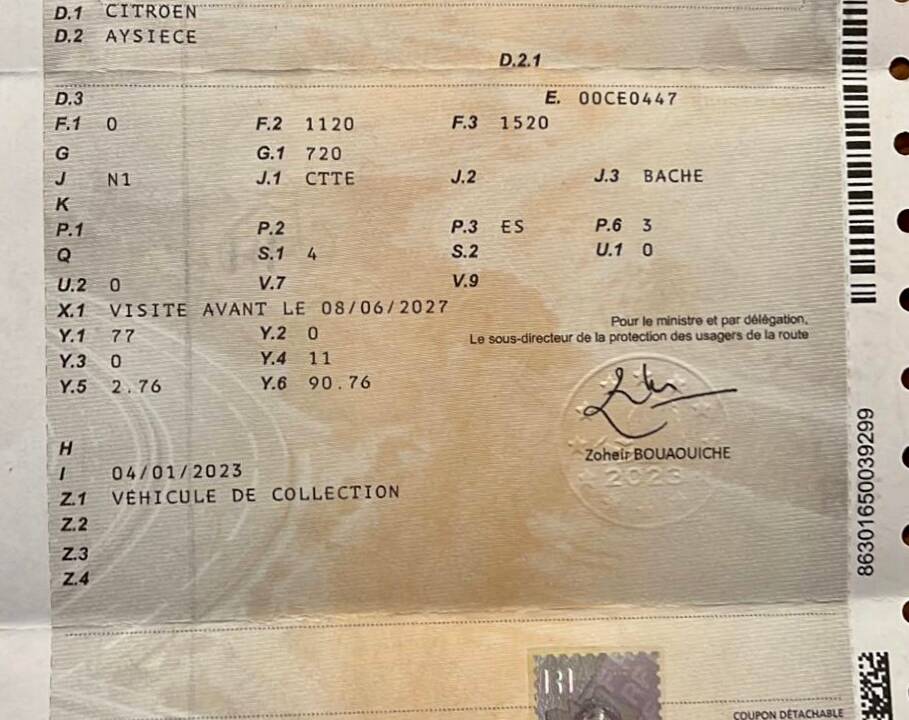 D.1 CITROEN
D.2 AYSIECE
D.2.1
D.3 E. 00CE0447
F.1 0 F.2 1120 F.3 1520
G G.1 720
J N1 J.1 CTTE J.2 J.3 BACHE
K
P.1 P.2 P.3 ES P.6 3
Q S.1 4 S.2 U.1 0
U.2 0 V.7 V.9
X.1 VISITE AVANT LE 08/06/2027
Y.1 77 Y.2 0
Pour le ministre et par délégation,
Le sous-directeur de la protection des usagers de la route
Y.3 0 Y.4 11
Y.5 2.76 Y.6 90.76
H
Zoheir BOUAOUICHE
I 04/01/2023
2023
Z.1 VÉHICULE DE COLLECTION
Z.2
Z.3
Z.4
86301650039299
COUPON DÉTACHABLE